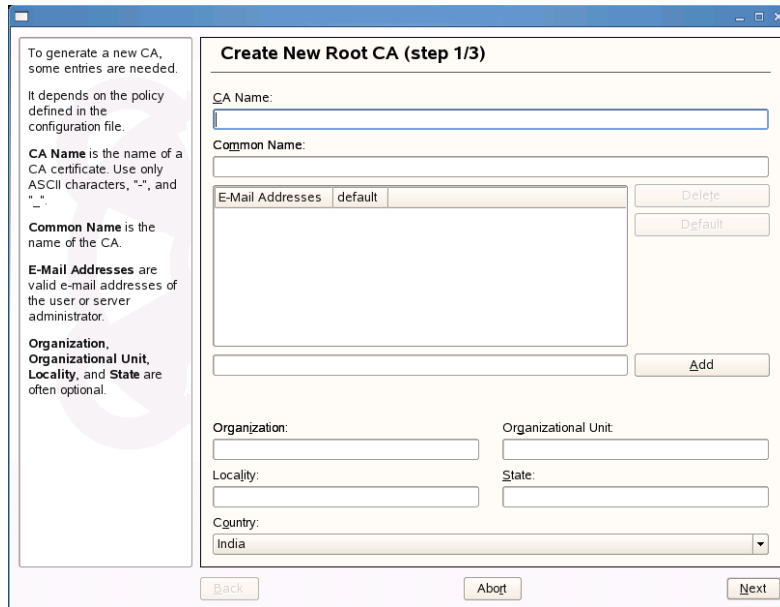 To generate a new CA,
some entries are needed.
It depends on the policy
defined in the
configuration file.
CA Name is the name of a
CA certificate. Use only
ASCII characters, "-", and
"_".
Common Name is the
name of the CA.
E-Mail Addresses are
valid e-mail addresses of
the user or server
administrator.
Organization,
Organizational Unit,
Locality, and State are
often optional.
Create New Root CA (step 1/3)
CA Name:
Common Name:
E-Mail Addresses default
Delete
Default
Add
Organization:
Organizational Unit:
Locality:
State:
Country:
India
Back
Abort
Next